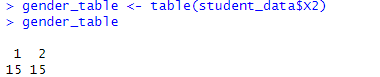 > gender_table <- table(student_data$X2)
> gender_table

 1  2
15 15